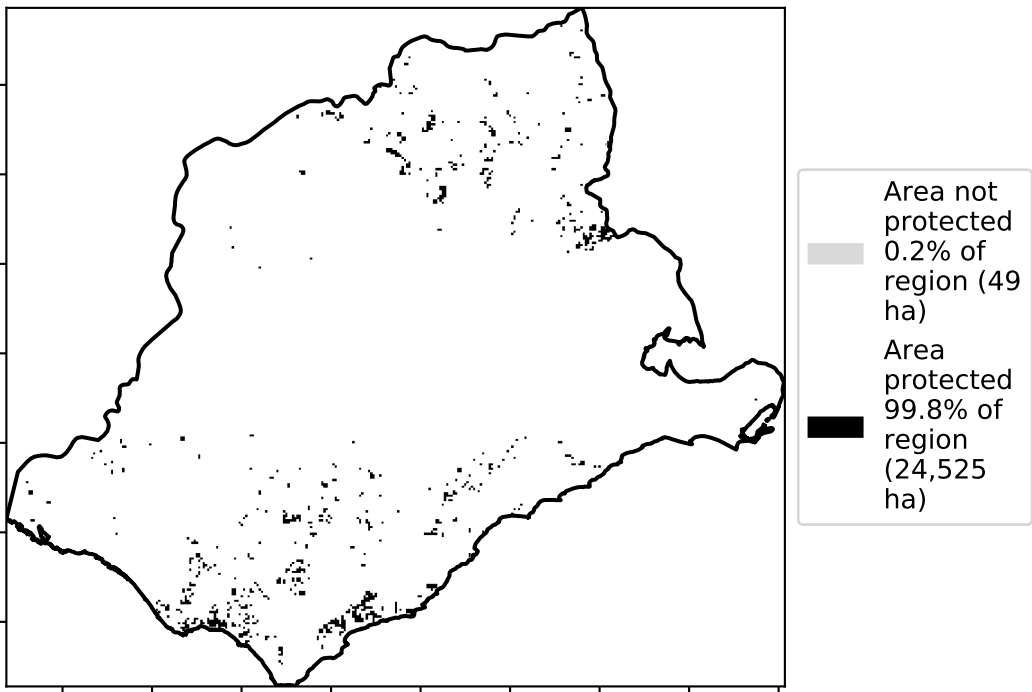 Area not
protected
0.2% of
region (49
ha)
Area
protected
99.8% of
region
(24,525
ha)